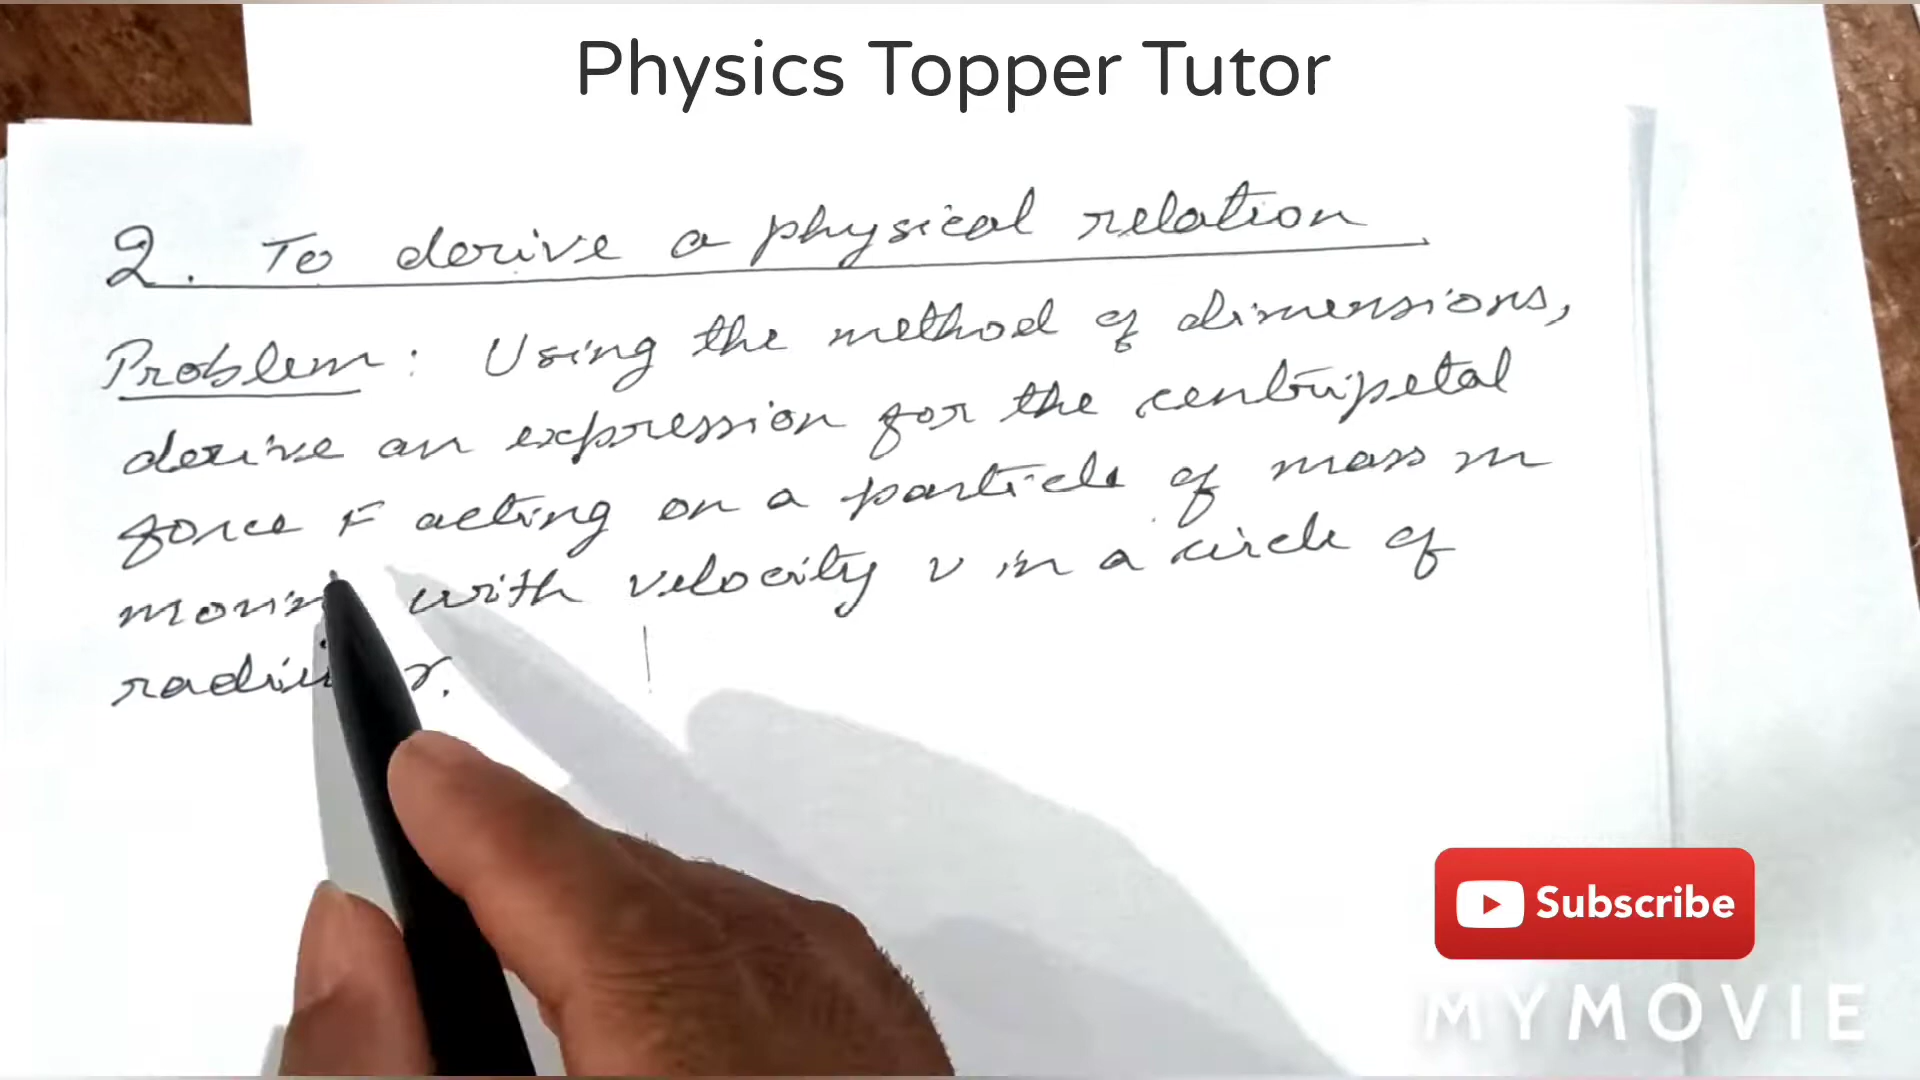 Physics Topper Tutor
2. To derive a physical relation
Problem: Using the method of dimensions,
derive an expression for the centripetal
force F acting on a particle of mass m
with velocity v in a circle of
r.
Subscribe
MYMOVIE